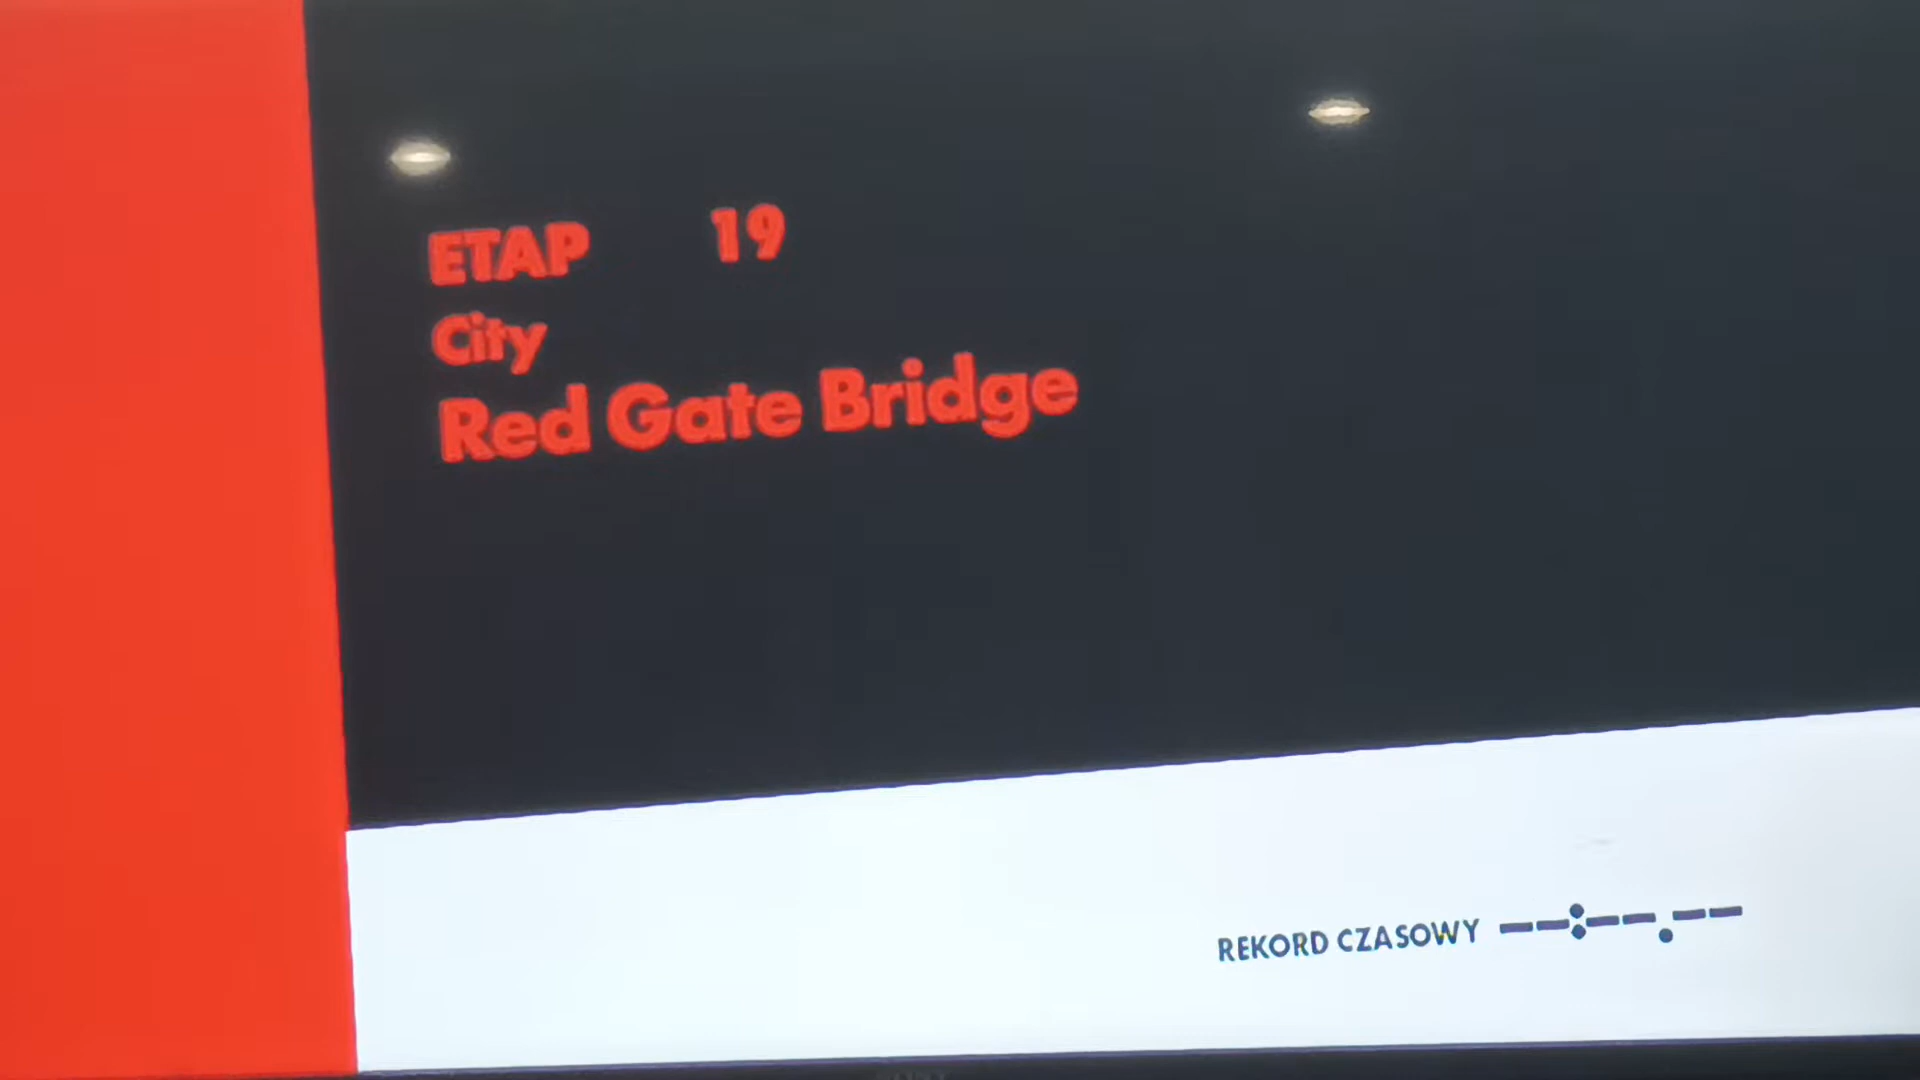 ETAP 19
City
Red Gate Bridge
REKORD CZASOWY --:--.--